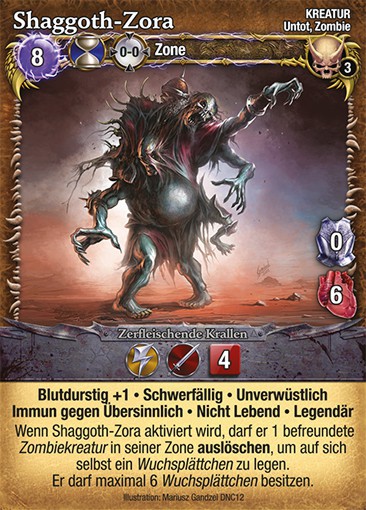 Shaggoth-Zora
KREATUR
Untot, Zombie
8
0-0
Zone
3
0
6
Zerfleischende Krallen
4
Blutdurstig +1 • Schwerfällig • Unverwüstlich
Immun gegen Übersinnlich • Nicht Lebend • Legendär
Wenn Shaggoth-Zora aktiviert wird, darf er 1 befreundete
Zombiekreatur in seiner Zone auslöschen, um auf sich
selbst ein Wuchsplättchen zu legen.
Er darf maximal 6 Wuchsplättchen besitzen.
Illustration: Mariusz Gandzel DNC12